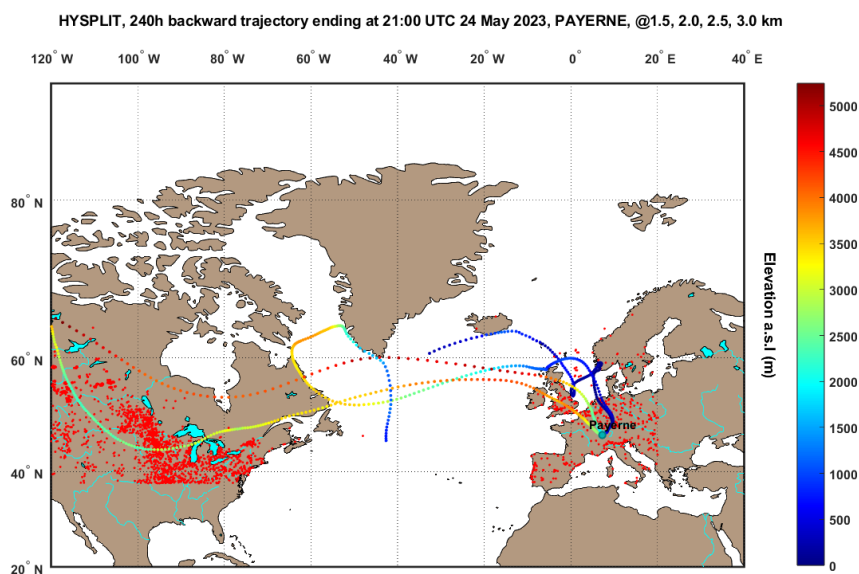 HYSPLIT, 240h backward trajectory ending at 21:00 UTC 24 May 2023, PAYERNE, @1.5, 2.0, 2.5, 3.0 km
120° W 100° W 80° W 60° W 40° W 20° W 0° 20° E 40° E
80° N
60° N
40° N
20° N
Payerne
5000
4500
4000
3500
3000
2500
2000
1500
1000
500
0
Elevation a.s.l (m)